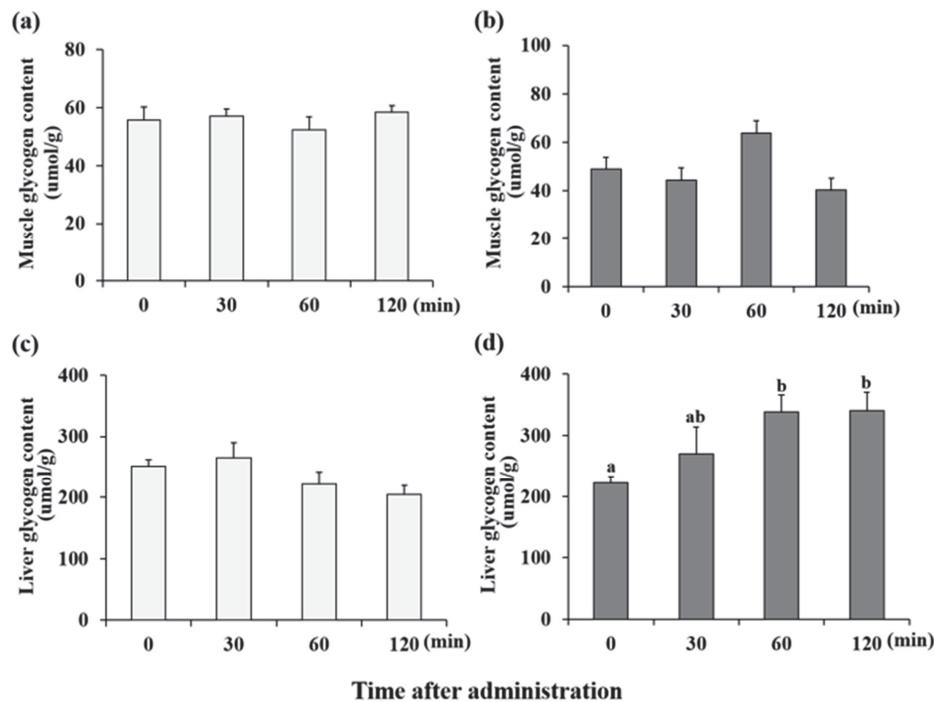 (a)
80
60
40
20
0
Muscle glycogen content
(umol/g)
0 30 60 120 (min)
(b)
100
80
60
40
20
0
Muscle glycogen content
(umol/g)
0 30 60 120 (min)
(c)
400
300
200
100
0
Liver glycogen content
(umol/g)
0 30 60 120 (min)
(d)
400
300
200
100
0
Liver glycogen content
(umol/g)
a ab b b
0 30 60 120 (min)
Time after administration